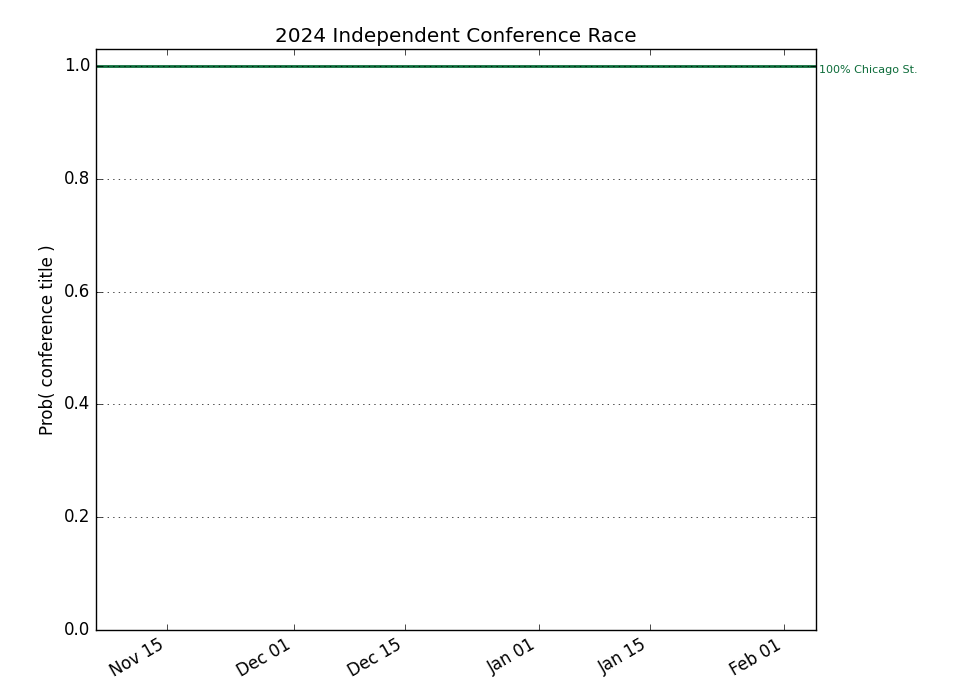 2024 Independent Conference Race
1.0
100% Chicago St.
0.8
0.6
Prob( conference title )
0.4
0.2
0.0
Nov 15
Dec 01
Dec 15
Jan 01
Jan 15
Feb 01